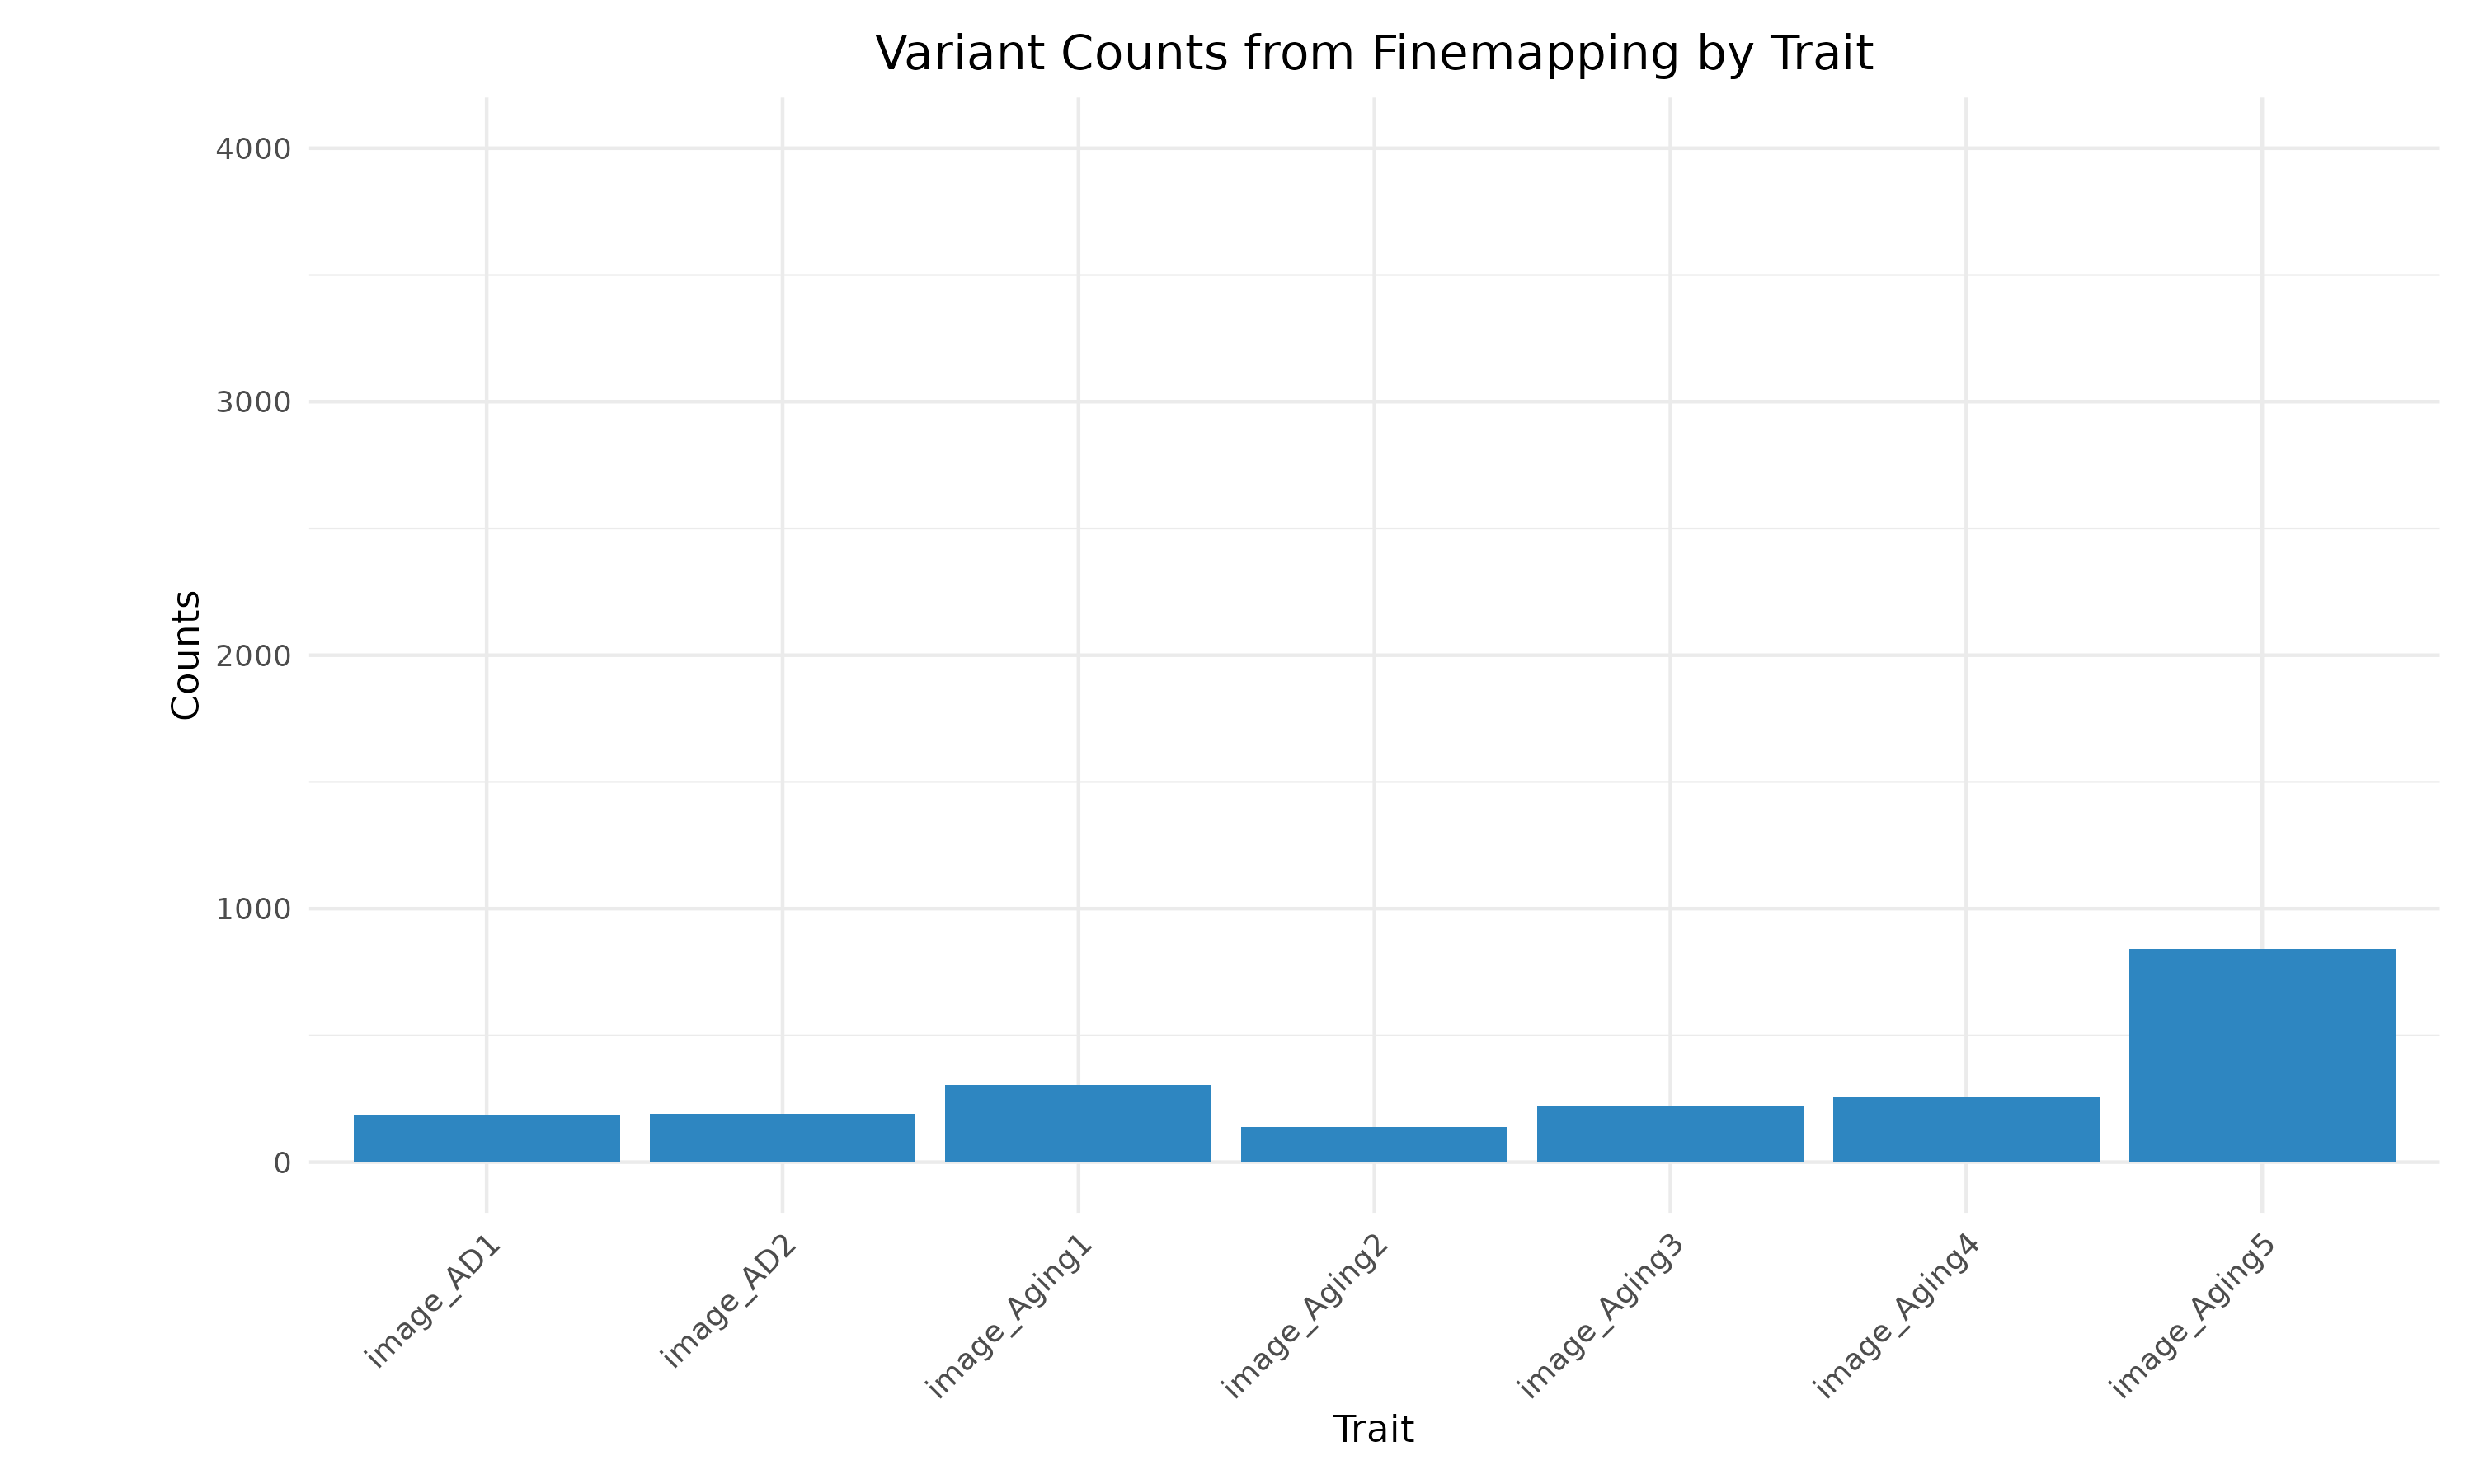 Variant Counts from Finemapping by Trait
4000
3000
2000
1000
0
Counts
image_AD1
image_AD2
image_Aging1
image_Aging2
image_Aging3
image_Aging4
image_Aging5
Trait